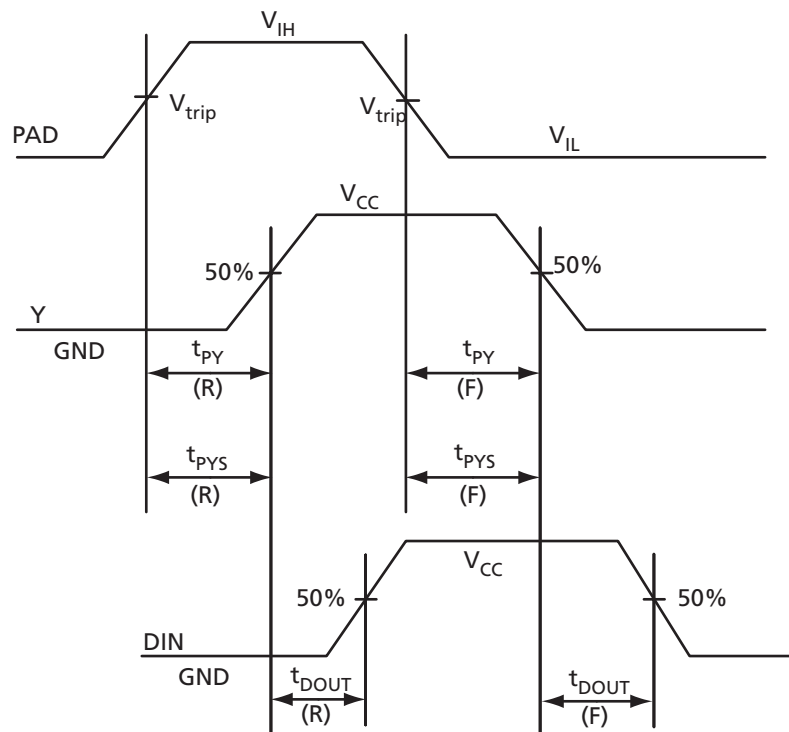 V_IH
V_trip
V_trip
PAD
V_IL
V_CC
50%
50%
Y
GND
t_PY
(R)
t_PY
(F)
t_PYS
(R)
t_PYS
(F)
V_CC
50%
50%
DIN
GND
t_DOUT
(R)
t_DOUT
(F)